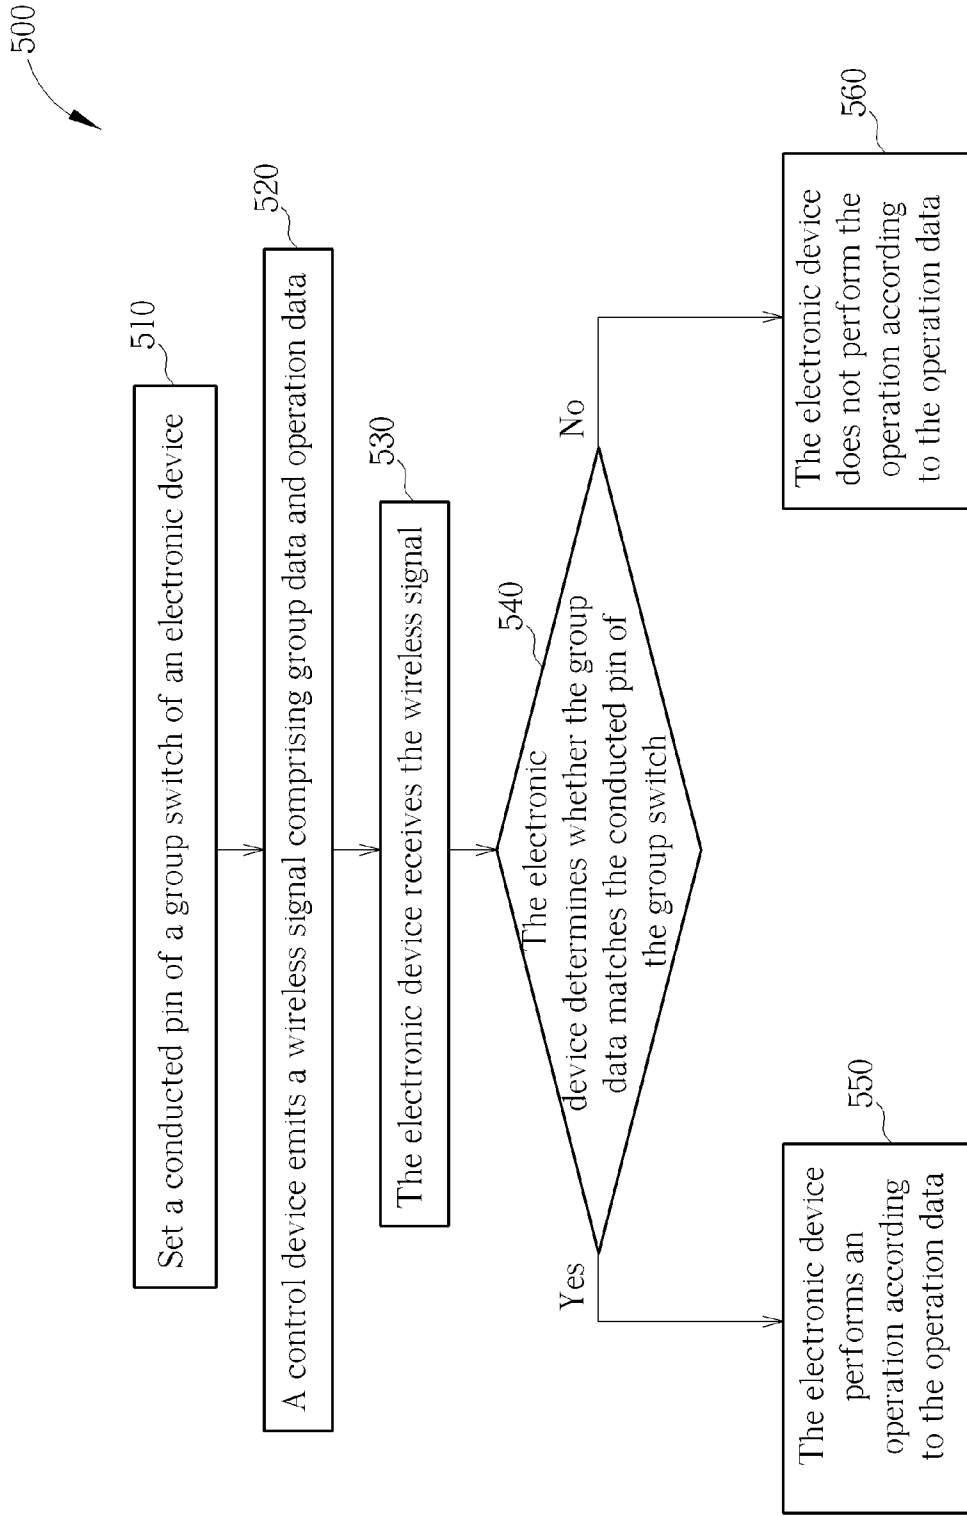 500
510
Set a conducted pin of a group switch of an electronic device
520
A control device emits a wireless signal comprising group data and operation data
530
The electronic device receives the wireless signal
540
The electronic
device determines whether the group
data matches the conducted pin of
the group switch
Yes
No
550
The electronic device
performs an
operation according
to the operation data
560
The electronic device
does not perform the
operation according
to the operation data